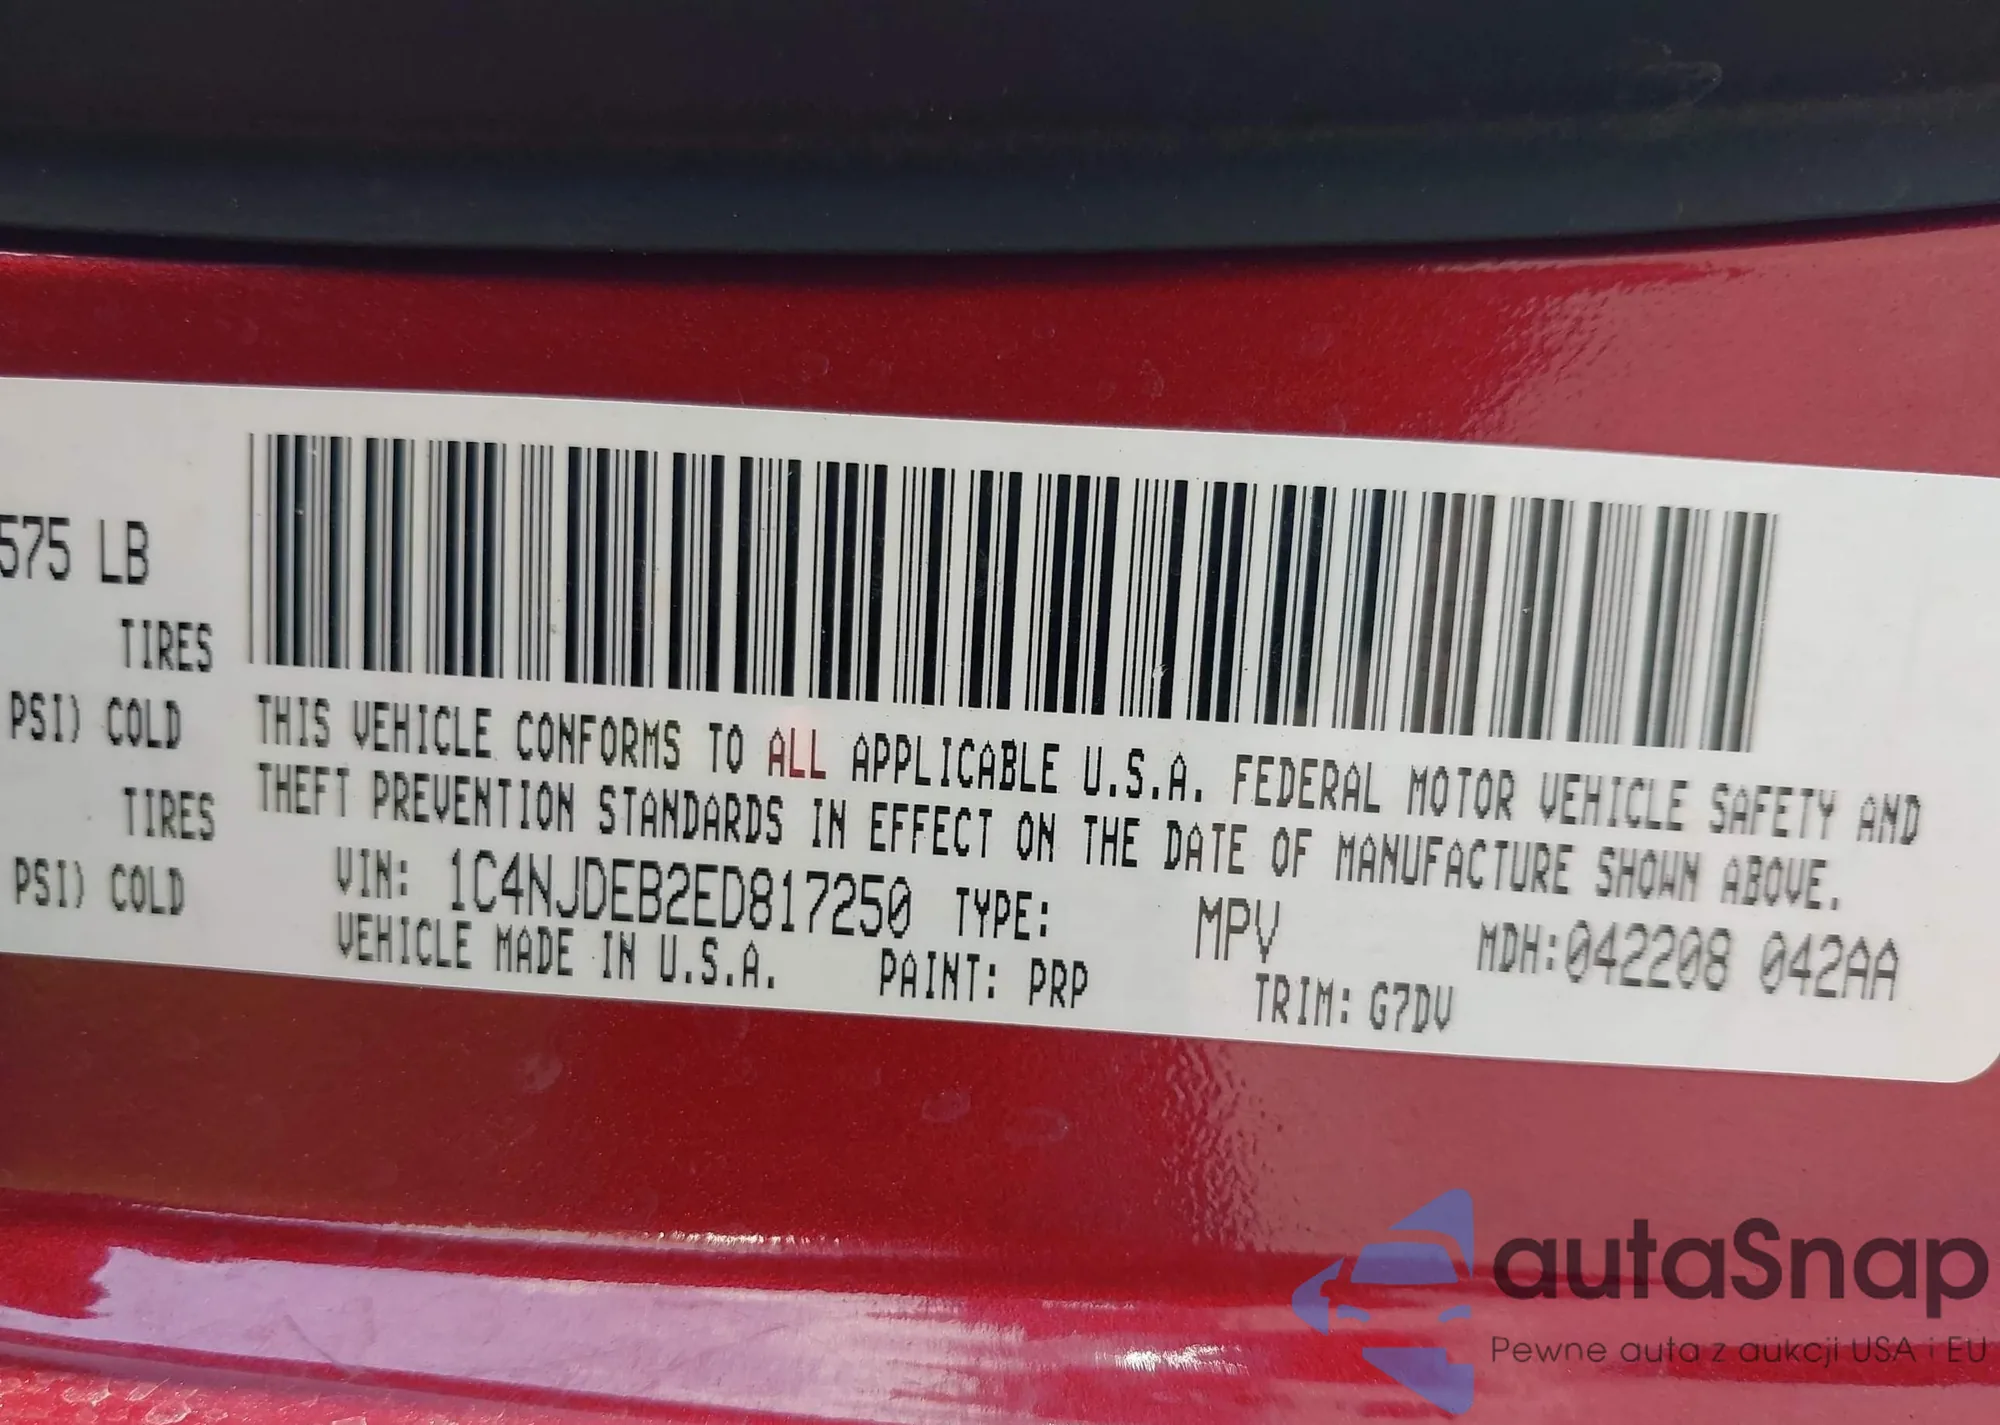 575 LB
TIRES
PSI) COLD
TIRES
PSI) COLD
THIS VEHICLE CONFORMS TO ALL APPLICABLE U.S.A. FEDERAL MOTOR VEHICLE SAFETY AND
THEFT PREVENTION STANDARDS IN EFFECT ON THE DATE OF MANUFACTURE SHOWN ABOVE.
VIN: 1C4NJDEB2ED817250 TYPE: MPV MDH:042208 042AA
VEHICLE MADE IN U.S.A. PAINT: PRP TRIM: G7DV
autaSnap
Pewne auta z aukcji USA i EU